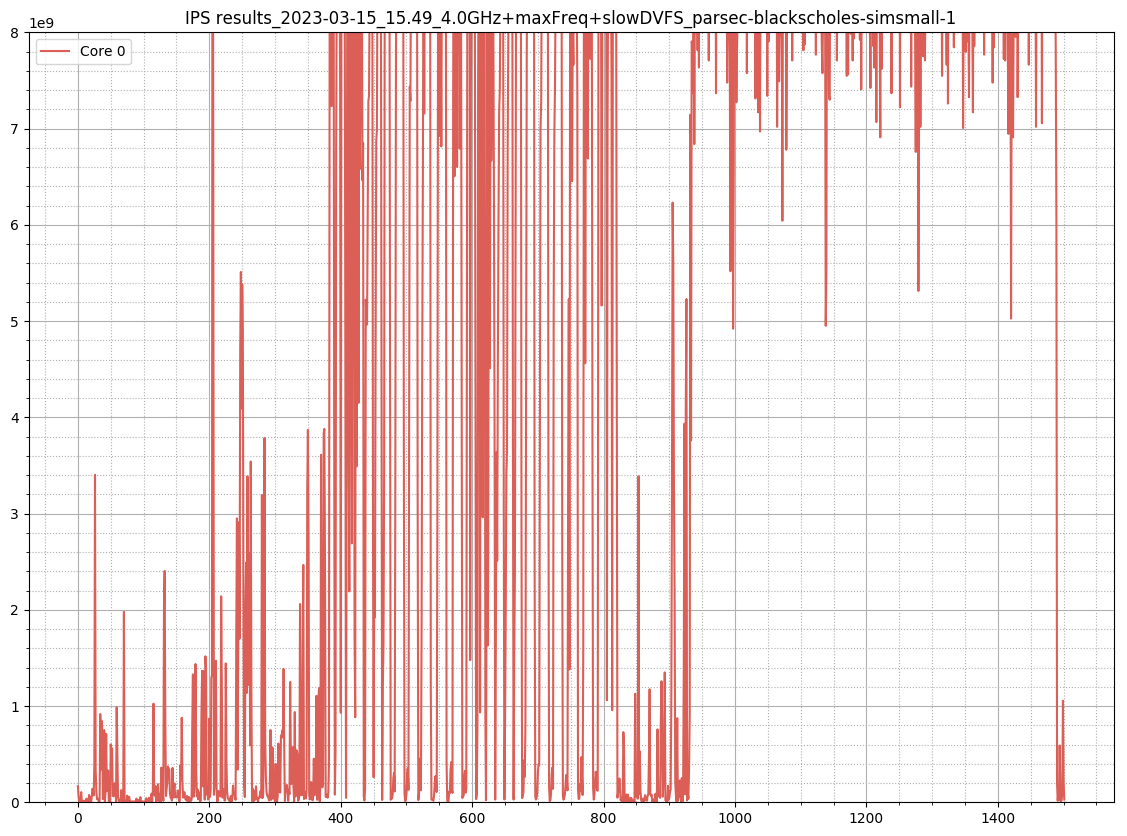 IPS results_2023-03-15_15.49_4.0GHz+maxFreq+slowDVFS_parsec-blackscholes-simsmall-1
1e9
Core 0
8
7
6
5
4
3
2
1
0
0 200 400 600 800 1000 1200 1400